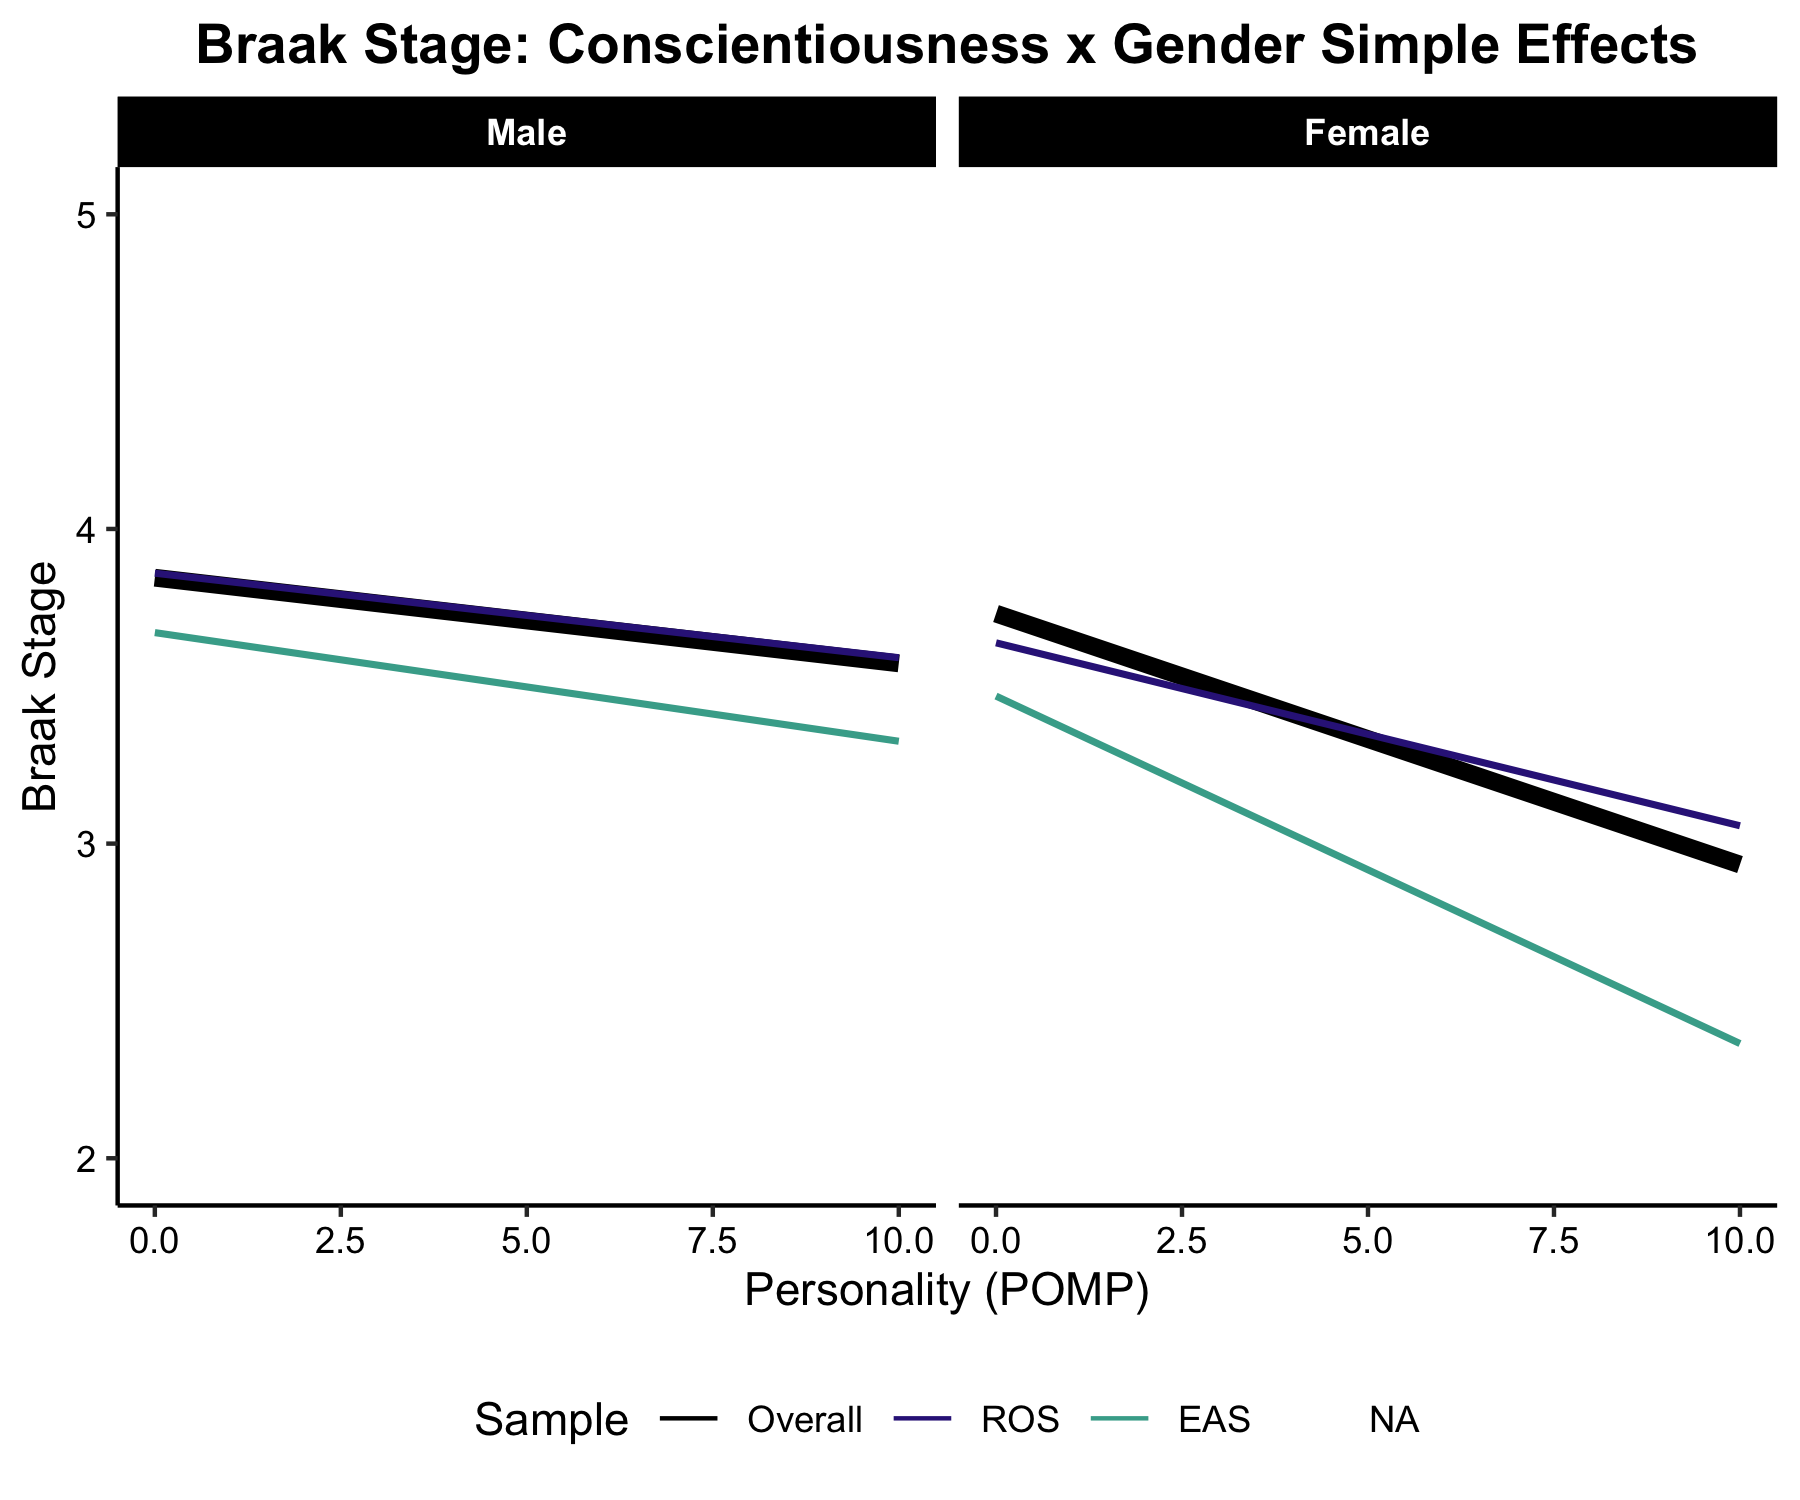 Braak Stage: Conscientiousness x Gender Simple Effects
Male
Female
Braak Stage
5
4
3
2
0.0 2.5 5.0 7.5 10.0
0.0 2.5 5.0 7.5 10.0
Personality (POMP)
Sample Overall ROS EAS NA